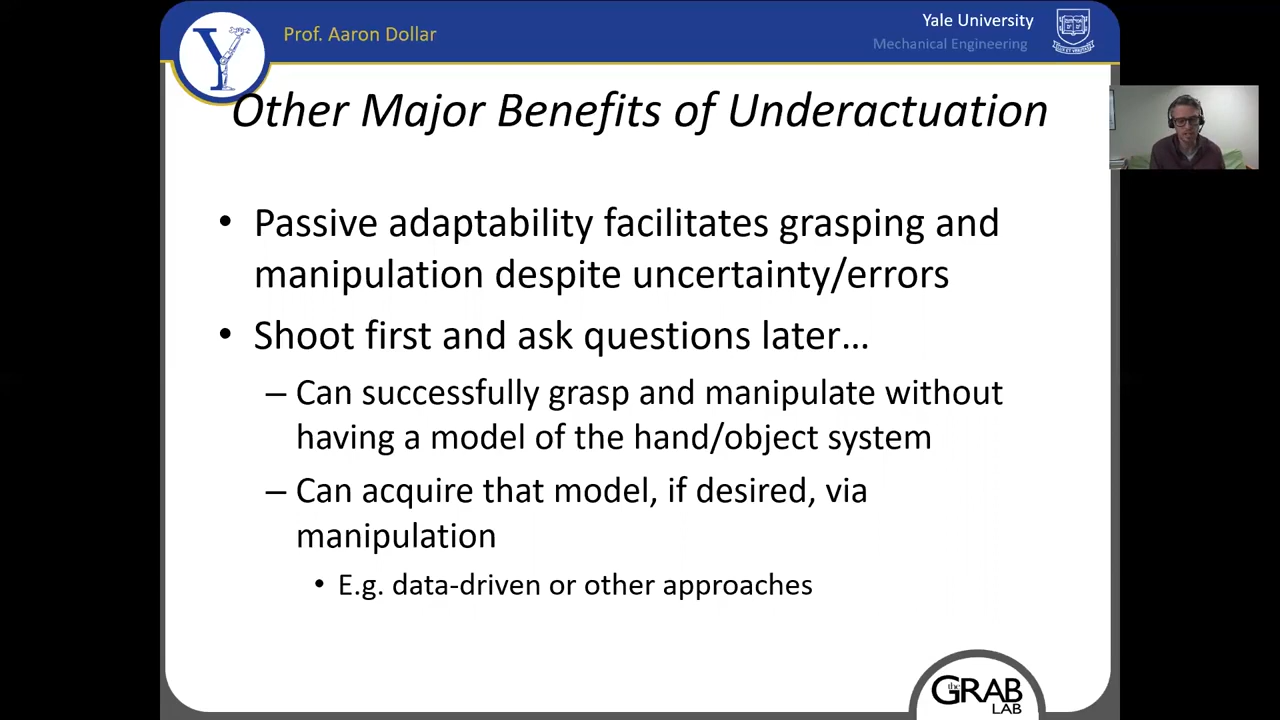 Prof. Aaron Dollar
Yale University
Mechanical Engineering
Other Major Benefits of Underactuation
• Passive adaptability facilitates grasping and
manipulation despite uncertainty/errors
• Shoot first and ask questions later…
– Can successfully grasp and manipulate without
having a model of the hand/object system
– Can acquire that model, if desired, via
manipulation
• E.g. data-driven or other approaches
the GRAB
LAB